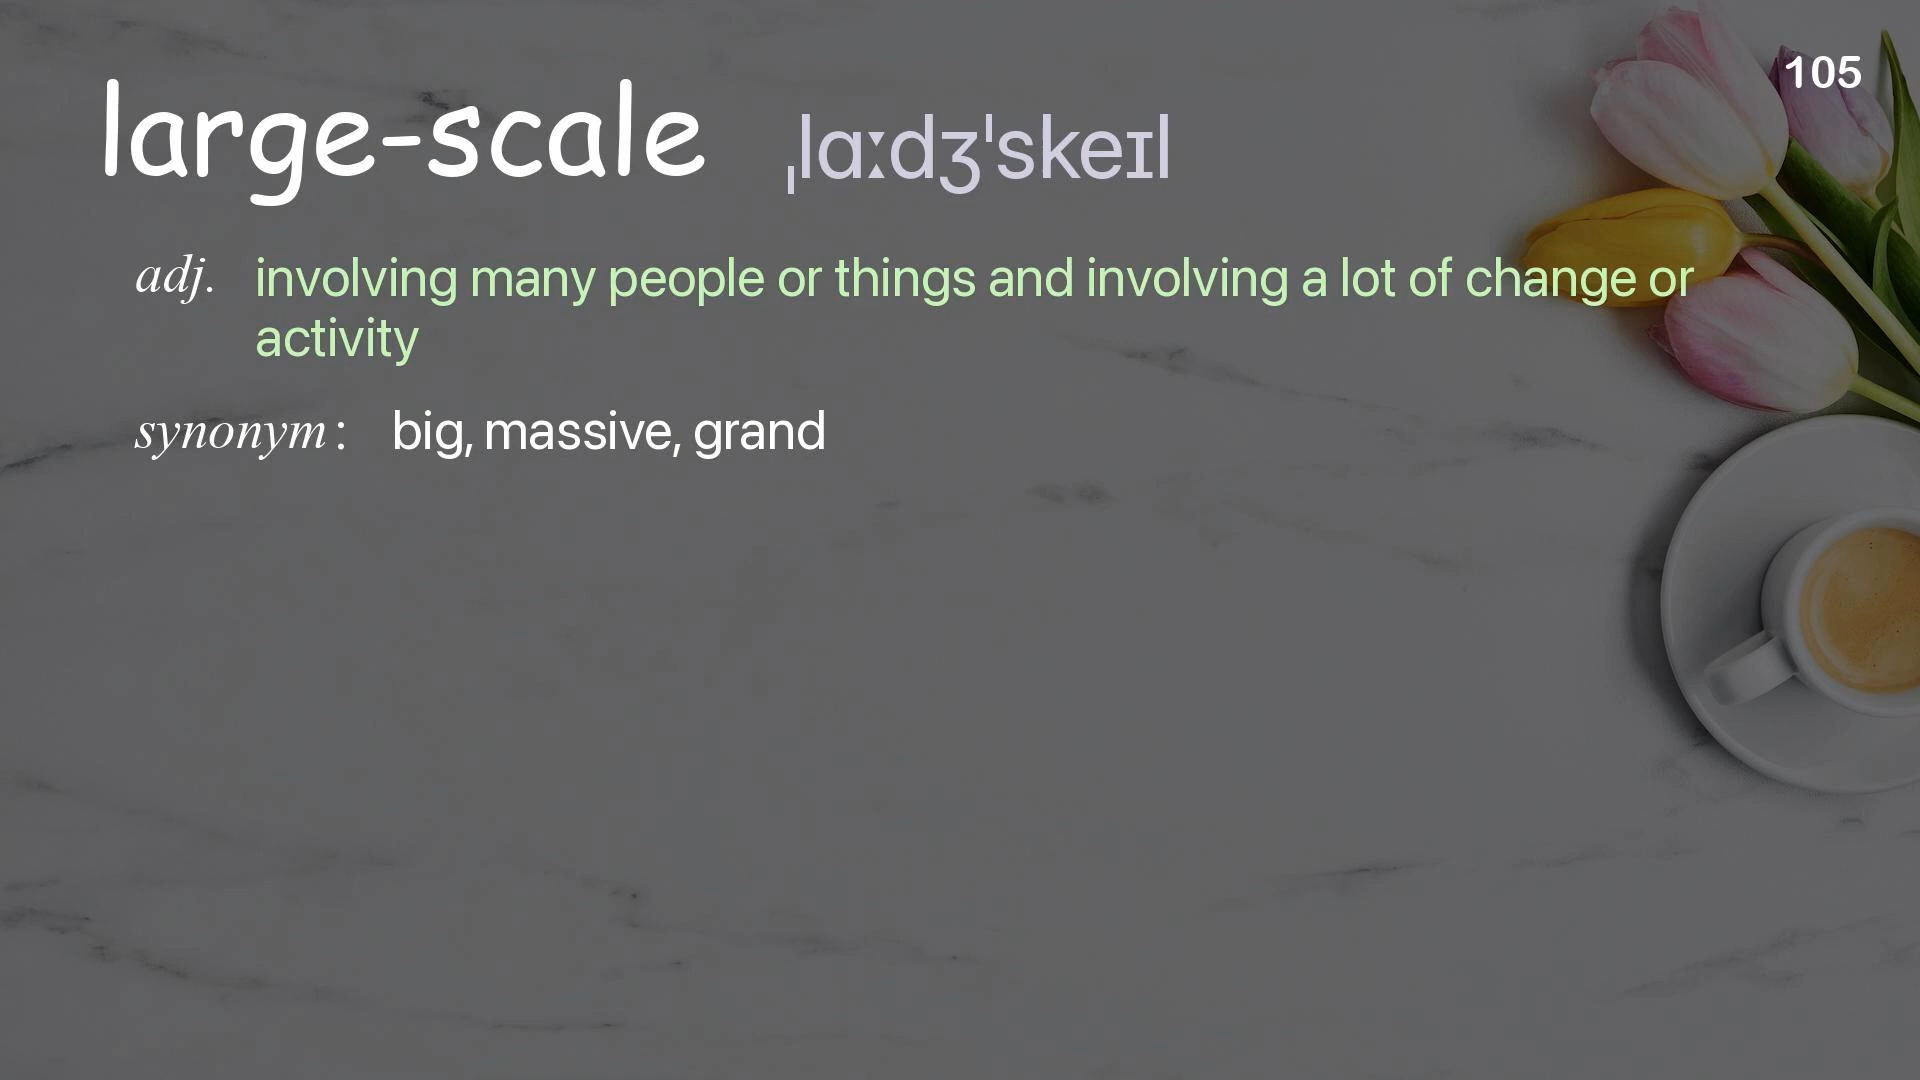 105
large-scale ˌlɑːdʒˈskeɪl
adj. involving many people or things and involving a lot of change or
activity
synonym: big, massive, grand